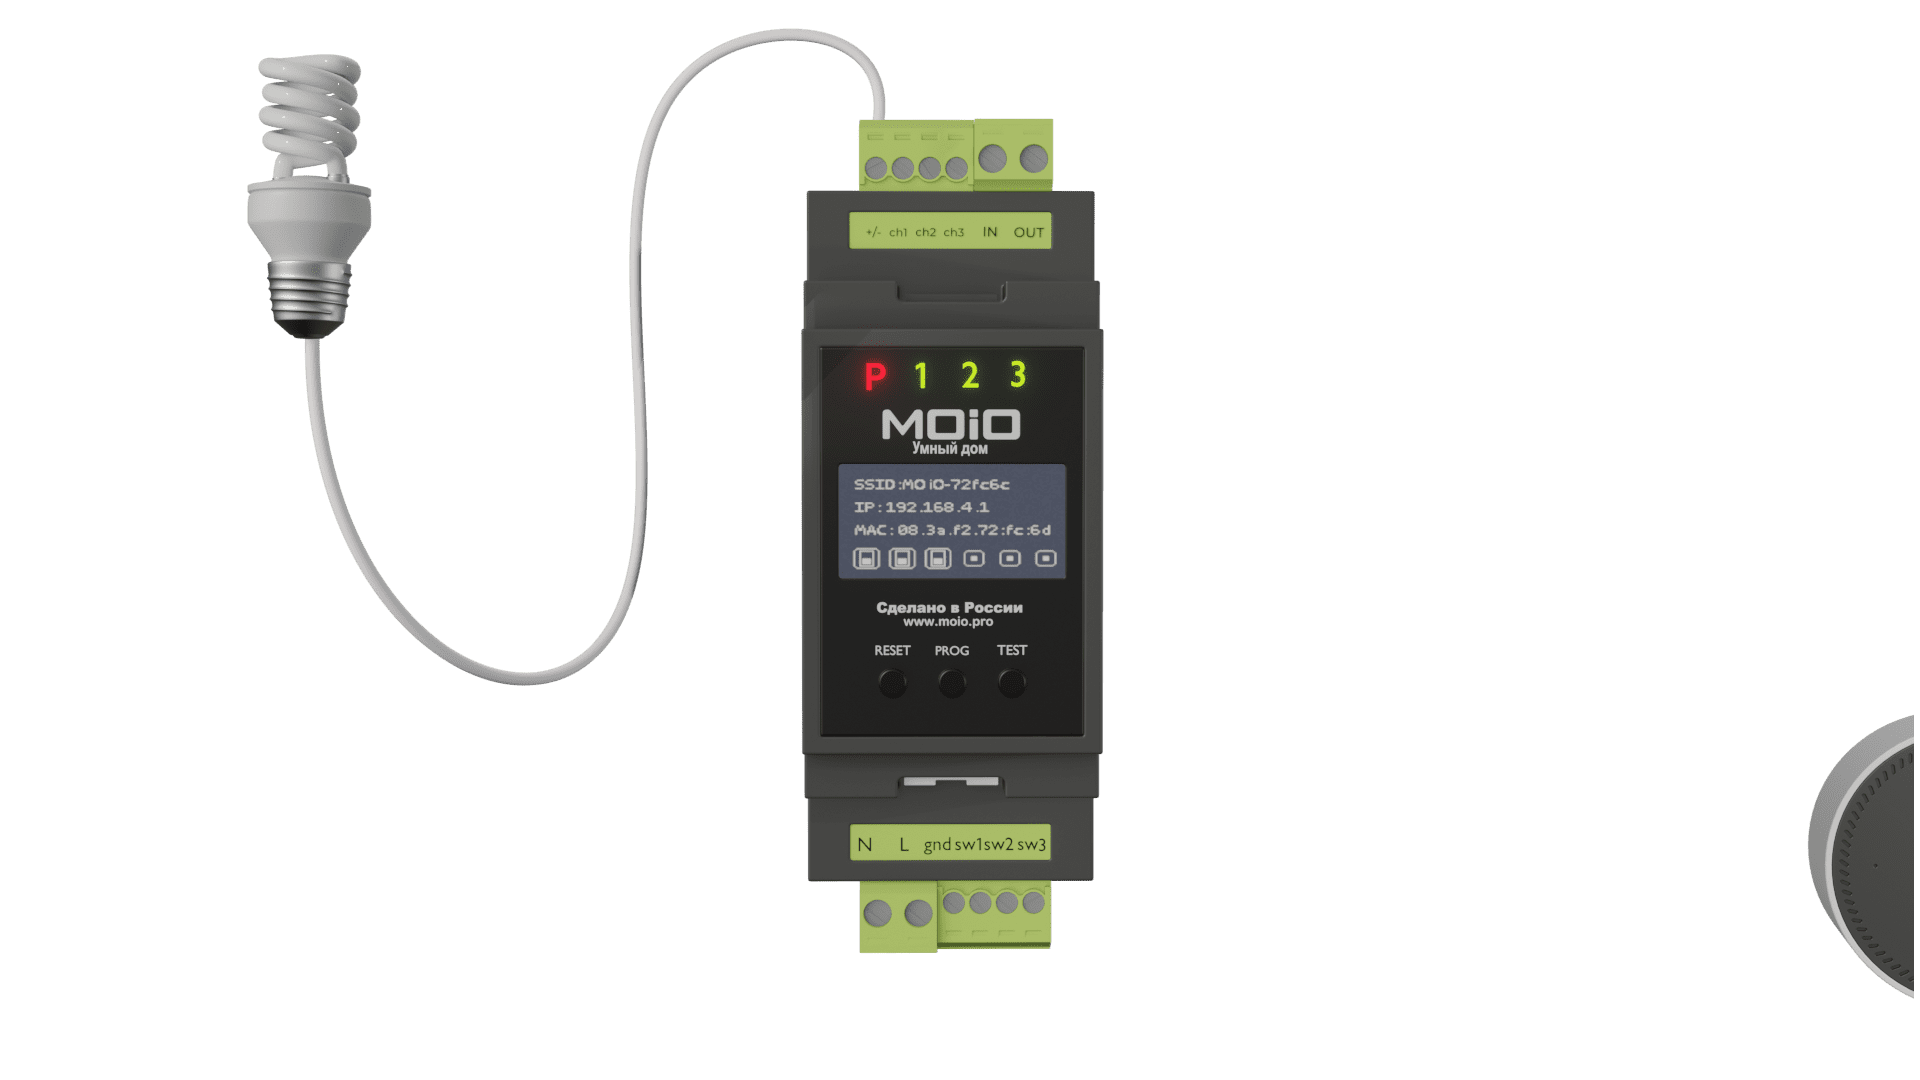 +/- ch1 ch2 ch3 IN OUT
P 1 2 3
MOiO
Умный дом
SSID:MOiO-72fc6c
IP:192.168.4.1
MAC:08.3a.f2.72:fc:6d
Сделано в России
www.moio.pro
RESET PROG TEST
N L gnd sw1 sw2 sw3